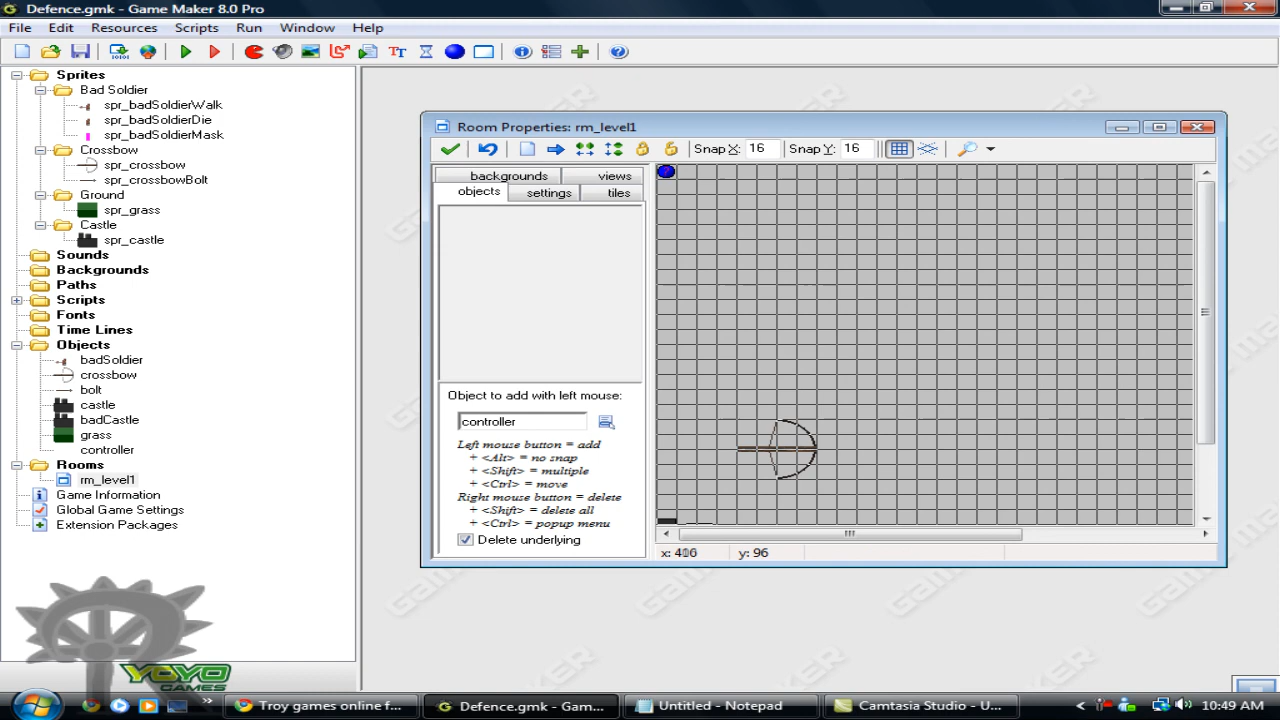 Defence.gmk - Game Maker 8.0 Pro
File Edit Resources Scripts Run Window Help
Sprites
Bad Soldier
spr_badSoldierWalk
spr_badSoldierDie
spr_badSoldierMask
Crossbow
spr_crossbow
spr_crossbowBolt
Ground
spr_grass
Castle
spr_castle
Sounds
Backgrounds
Paths
Scripts
Fonts
Time Lines
Objects
badSoldier
crossbow
bolt
castle
badCastle
grass
controller
Rooms
rm_level1
Game Information
Global Game Settings
Extension Packages
YOYO
GAMES
Room Properties: rm_level1
Snap X: 16 Snap Y: 16
backgrounds views
objects settings tiles
Object to add with left mouse:
controller
Left mouse button = add
+ <Alt> = no snap
+ <Shift> = multiple
+ <Ctrl> = move
Right mouse button = delete
+ <Shift> = delete all
+ <Ctrl> = popup menu
Delete underlying
y: 96
Troy games online f...
Defence.gmk - Gam...
Untitled - Notepad
Camtasia Studio - U...
10:49 AM